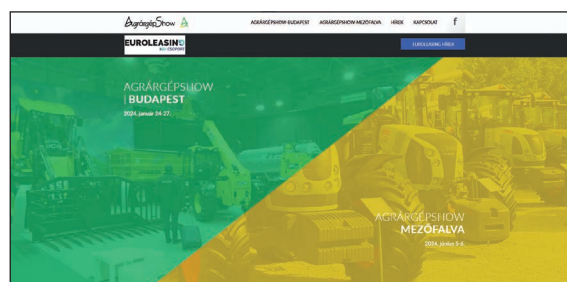 AgrárgépShow
AGRÁRGÉPSHOW-BUDAPEST AGRÁRGÉPSHOW-MEZŐFALVA HÍREK KAPCSOLAT f
EUROLEASING
CSOPORT
EUROLEASING HÍREK
AGRÁRGÉPSHOW
| BUDAPEST
2024. január 24-27.
AGRÁRGÉPSHOW
MEZŐFALVA
2024. június 5-6.